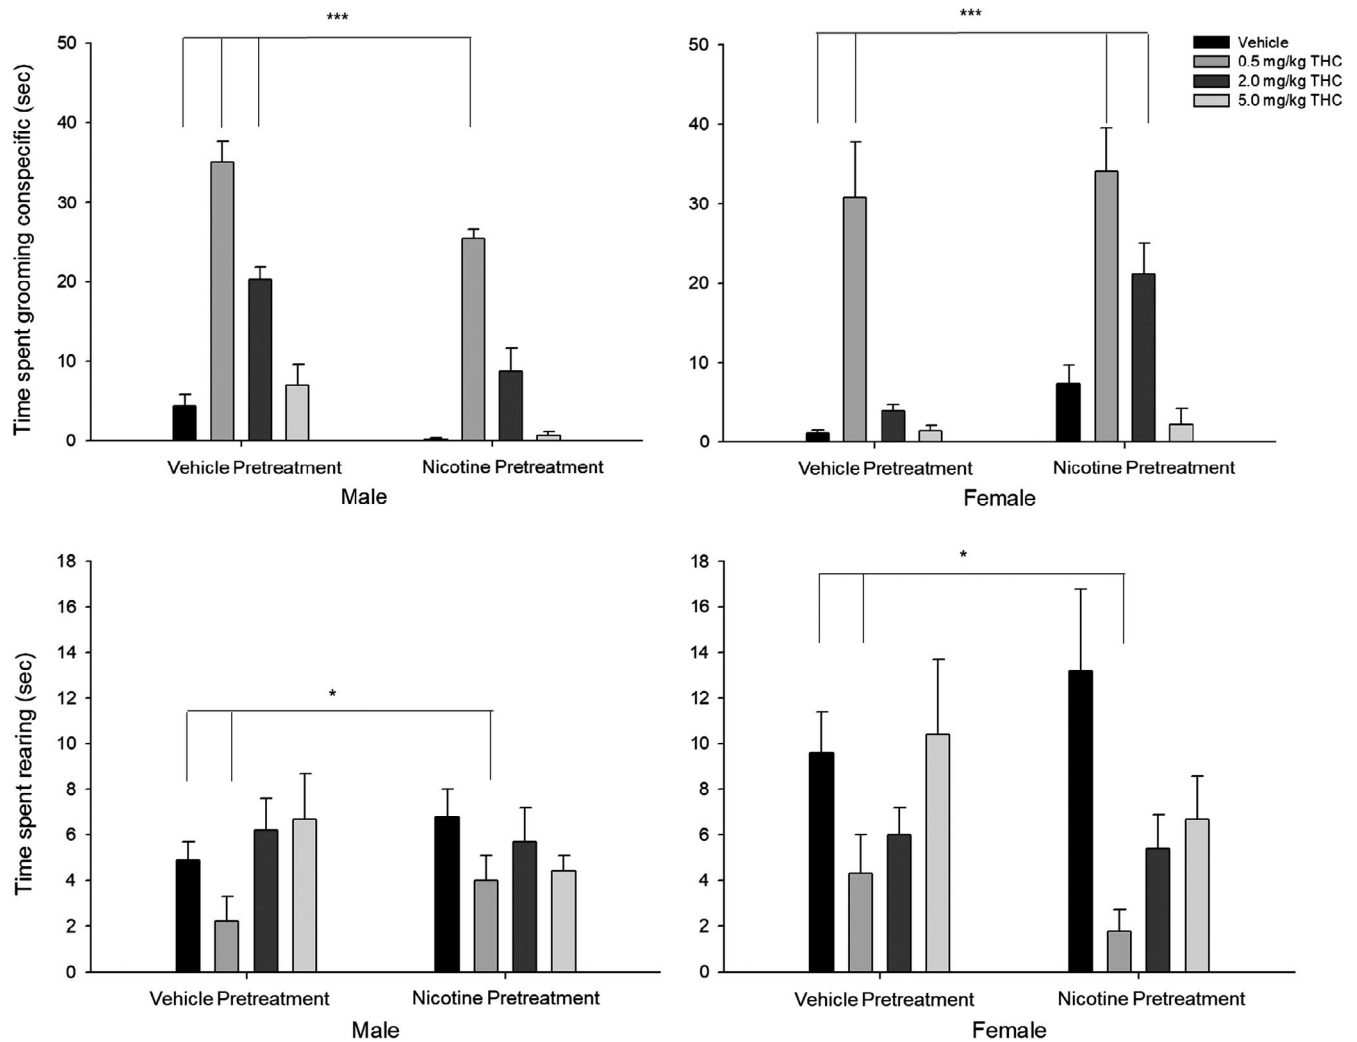 ***
50
40
30
20
10
0
Time spent grooming conspecific (sec)
Vehicle Pretreatment
Nicotine Pretreatment
Male
***
50
40
30
20
10
0
Vehicle Pretreatment
Nicotine Pretreatment
Female
Vehicle
0.5 mg/kg THC
2.0 mg/kg THC
5.0 mg/kg THC
*
18
16
14
12
10
8
6
4
2
0
Time spent rearing (sec)
Vehicle Pretreatment
Nicotine Pretreatment
Male
*
18
16
14
12
10
8
6
4
2
0
Vehicle Pretreatment
Nicotine Pretreatment
Female